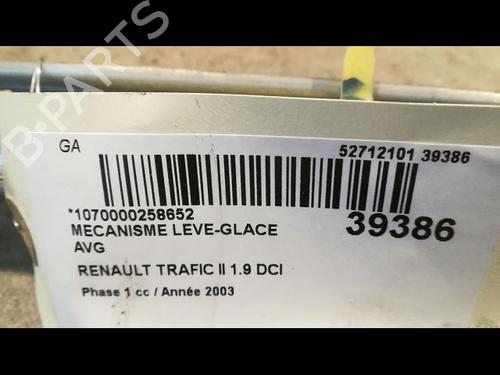 GA
52712101 39386
*1070000258652
39386
MECANISME LEVE-GLACE
AVG
RENAULT TRAFIC II 1.9 DCI
Phase 1 cc / Année 2003
B-PARTS